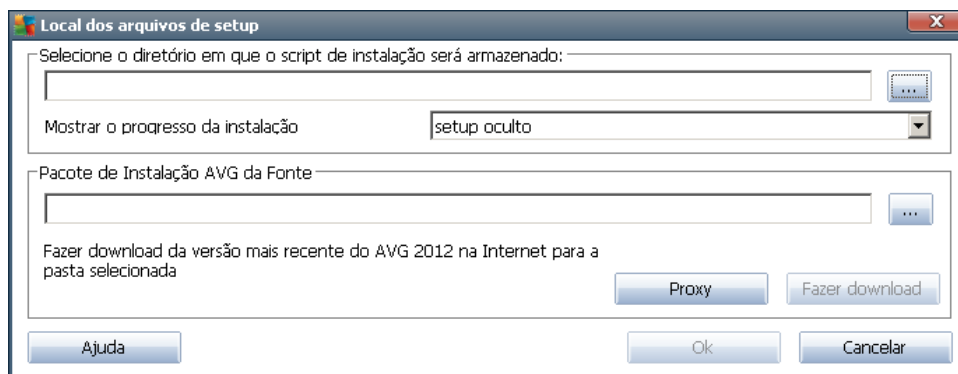 Local dos arquivos de setup
X
Selecione o diretório em que o script de instalação será armazenado:
...
Mostrar o progresso da instalação setup oculto
Pacote de Instalação AVG da Fonte
...
Fazer download da versão mais recente do AVG 2012 na Internet para a
pasta selecionada
Proxy Fazer download
Ajuda Ok Cancelar